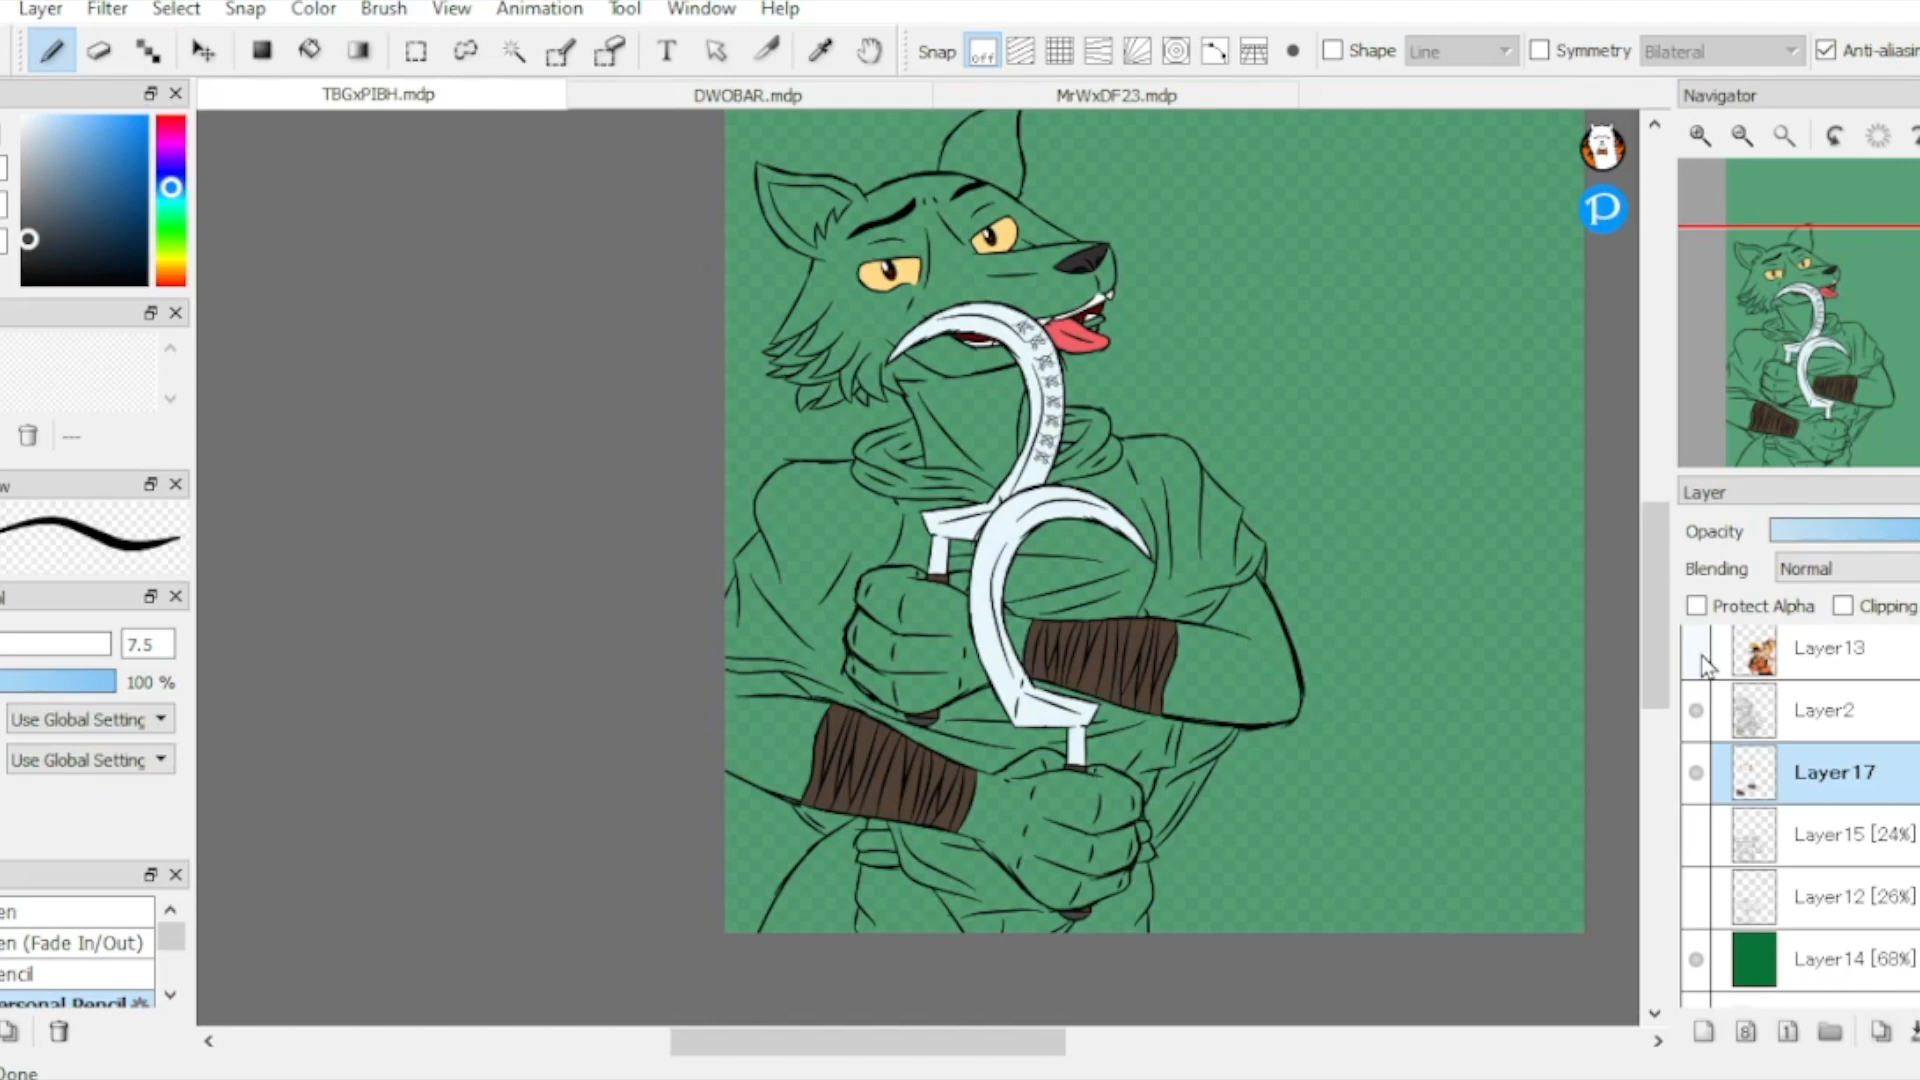 Layer Filter Select Snap Color Brush View Animation Tool Window Help
T Snap off Shape Line Symmetry Bilateral Anti-aliasin
TBGxPIBH.mdp DWOBAR.mdp MrWxDF23.mdp
Navigator
P
---
w
Layer
Opacity
Blending Normal
Protect Alpha Clipping
7.5
100 %
Use Global Setting
Use Global Setting
Layer13
Layer2
Layer17
Layer15 [24%]
Layer12 [26%]
Layer14 [68%]
en
en (Fade In/Out)
encil
ersonal Pencil
8 1
Done